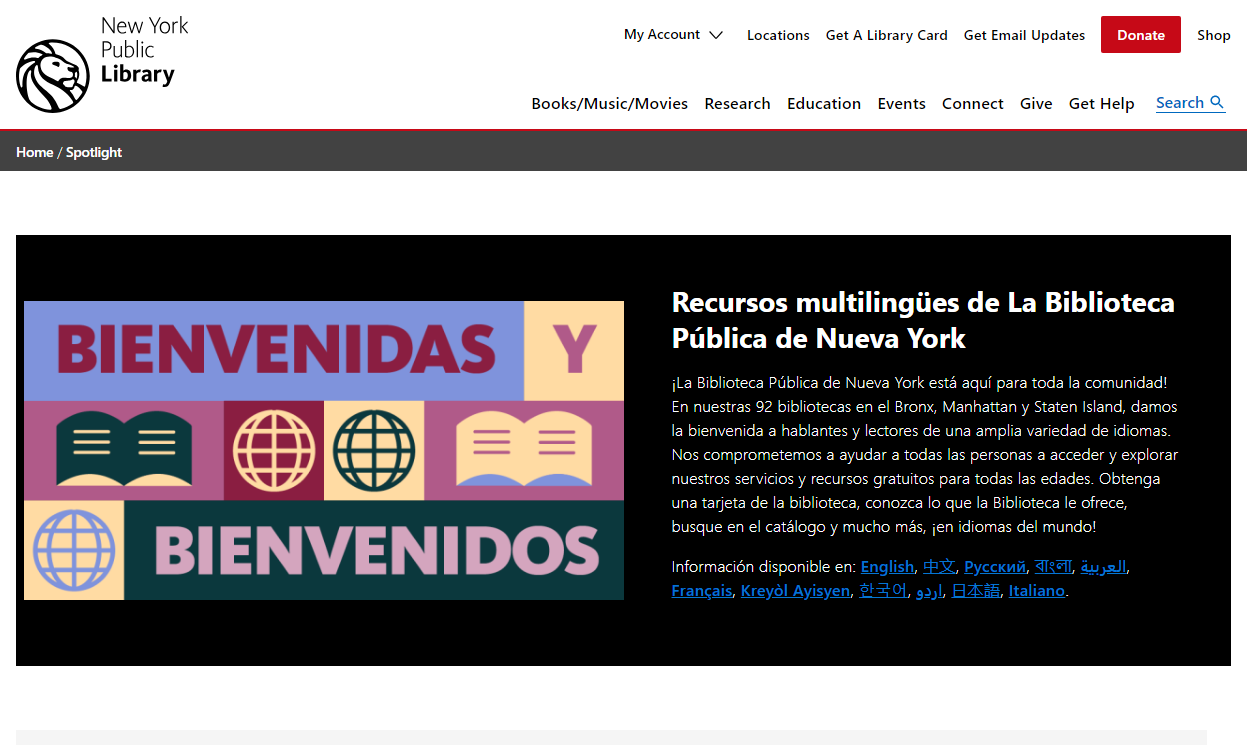 New York
Public
Library
My Account
Locations
Get A Library Card
Get Email Updates
Donate
Shop
Books/Music/Movies
Research
Education
Events
Connect
Give
Get Help
Search
Home / Spotlight
BIENVENIDAS Y
BIENVENIDOS
Recursos multilingües de La Biblioteca
Pública de Nueva York
¡La Biblioteca Pública de Nueva York está aquí para toda la comunidad!
En nuestras 92 bibliotecas en el Bronx, Manhattan y Staten Island, damos
la bienvenida a hablantes y lectores de una amplia variedad de idiomas.
Nos comprometemos a ayudar a todas las personas a acceder y explorar
nuestros servicios y recursos gratuitos para todas las edades. Obtenga
una tarjeta de la biblioteca, conozca lo que la Biblioteca le ofrece,
busque en el catálogo y mucho más, ¡en idiomas del mundo!
Información disponible en: English, 中文, Русский, বাংলা, العربية,
Français, Kreyòl Ayisyen, 한국어, اردو, 日本語, Italiano.